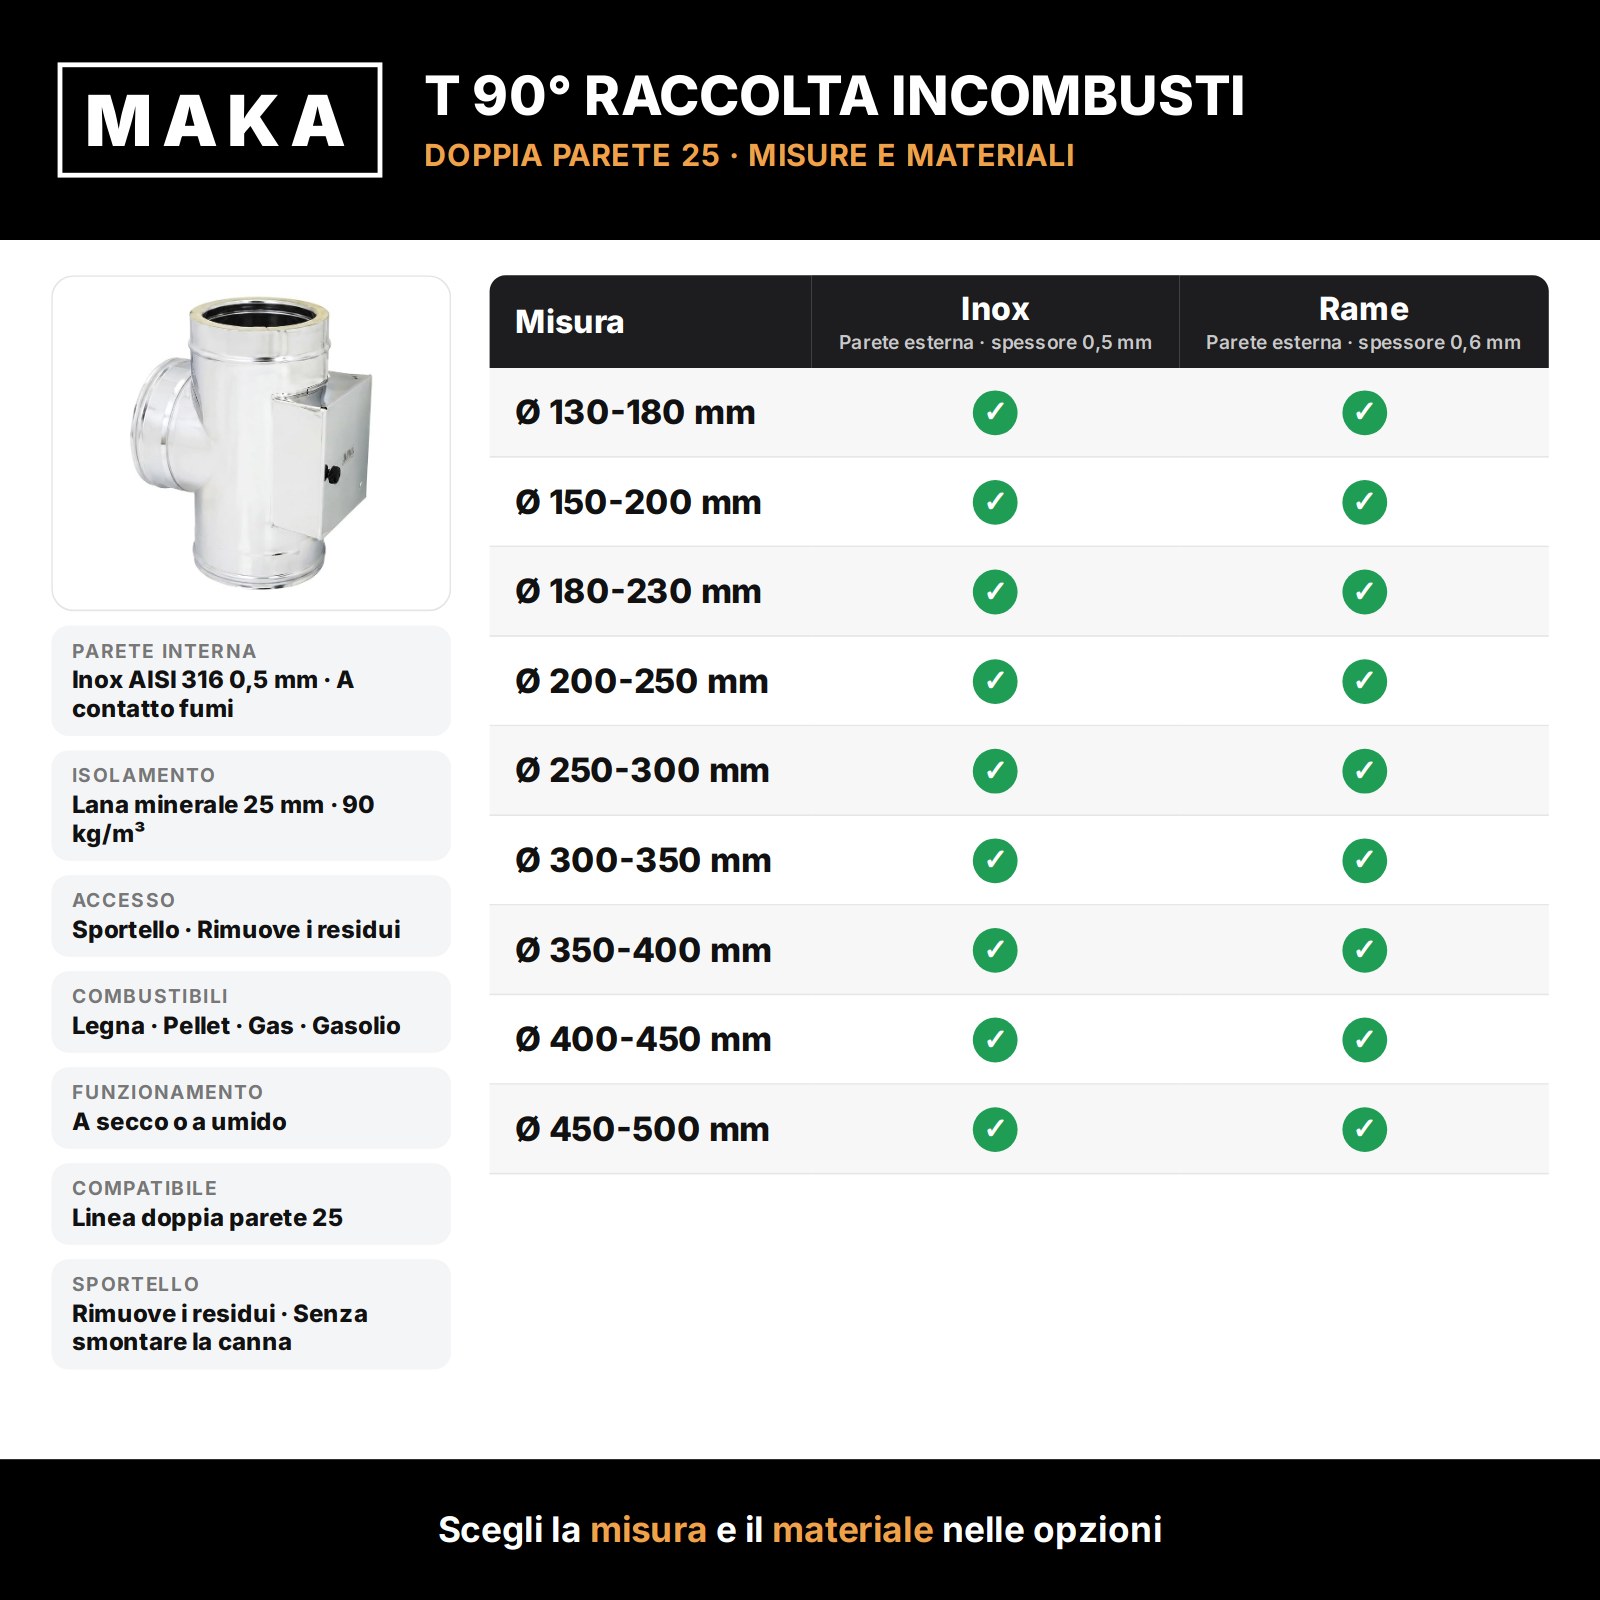 MAKA
T 90° RACCOLTA INCOMBUSTI
DOPPIA PARETE 25 · MISURE E MATERIALI
PARETE INTERNA
Inox AISI 316 0,5 mm · A
contatto fumi
ISOLAMENTO
Lana minerale 25 mm · 90
kg/m³
ACCESSO
Sportello · Rimuove i residui
COMBUSTIBILI
Legna · Pellet · Gas · Gasolio
FUNZIONAMENTO
A secco o a umido
COMPATIBILE
Linea doppia parete 25
SPORTELLO
Rimuove i residui · Senza
smontare la canna
Misura Inox Rame
Parete esterna · spessore 0,5 mm Parete esterna · spessore 0,6 mm
Ø 130-180 mm ✓ ✓
Ø 150-200 mm ✓ ✓
Ø 180-230 mm ✓ ✓
Ø 200-250 mm ✓ ✓
Ø 250-300 mm ✓ ✓
Ø 300-350 mm ✓ ✓
Ø 350-400 mm ✓ ✓
Ø 400-450 mm ✓ ✓
Ø 450-500 mm ✓ ✓
Scegli la misura e il materiale nelle opzioni